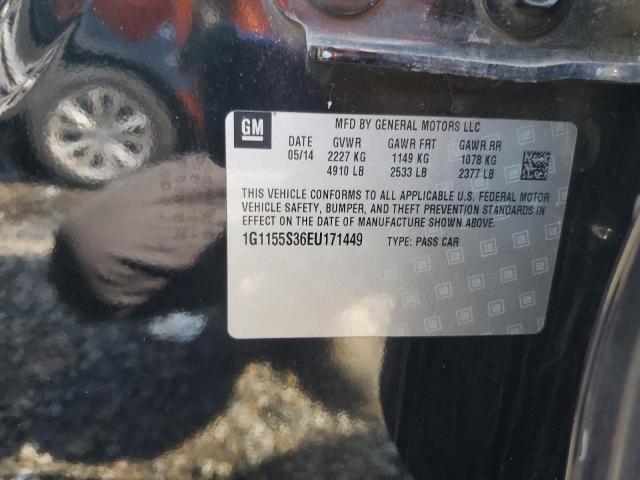 GM
MFD BY GENERAL MOTORS LLC
DATE GVWR GAWR FRT GAWR RR
05/14 2227 KG 1149 KG 1078 KG
4910 LB 2533 LB 2377 LB
THIS VEHICLE CONFORMS TO ALL APPLICABLE U.S. FEDERAL MOTOR
VEHICLE SAFETY, BUMPER, AND THEFT PREVENTION STANDARDS IN
EFFECT ON THE DATE OF MANUFACTURE SHOWN ABOVE.
1G1155S36EU171449 TYPE: PASS CAR